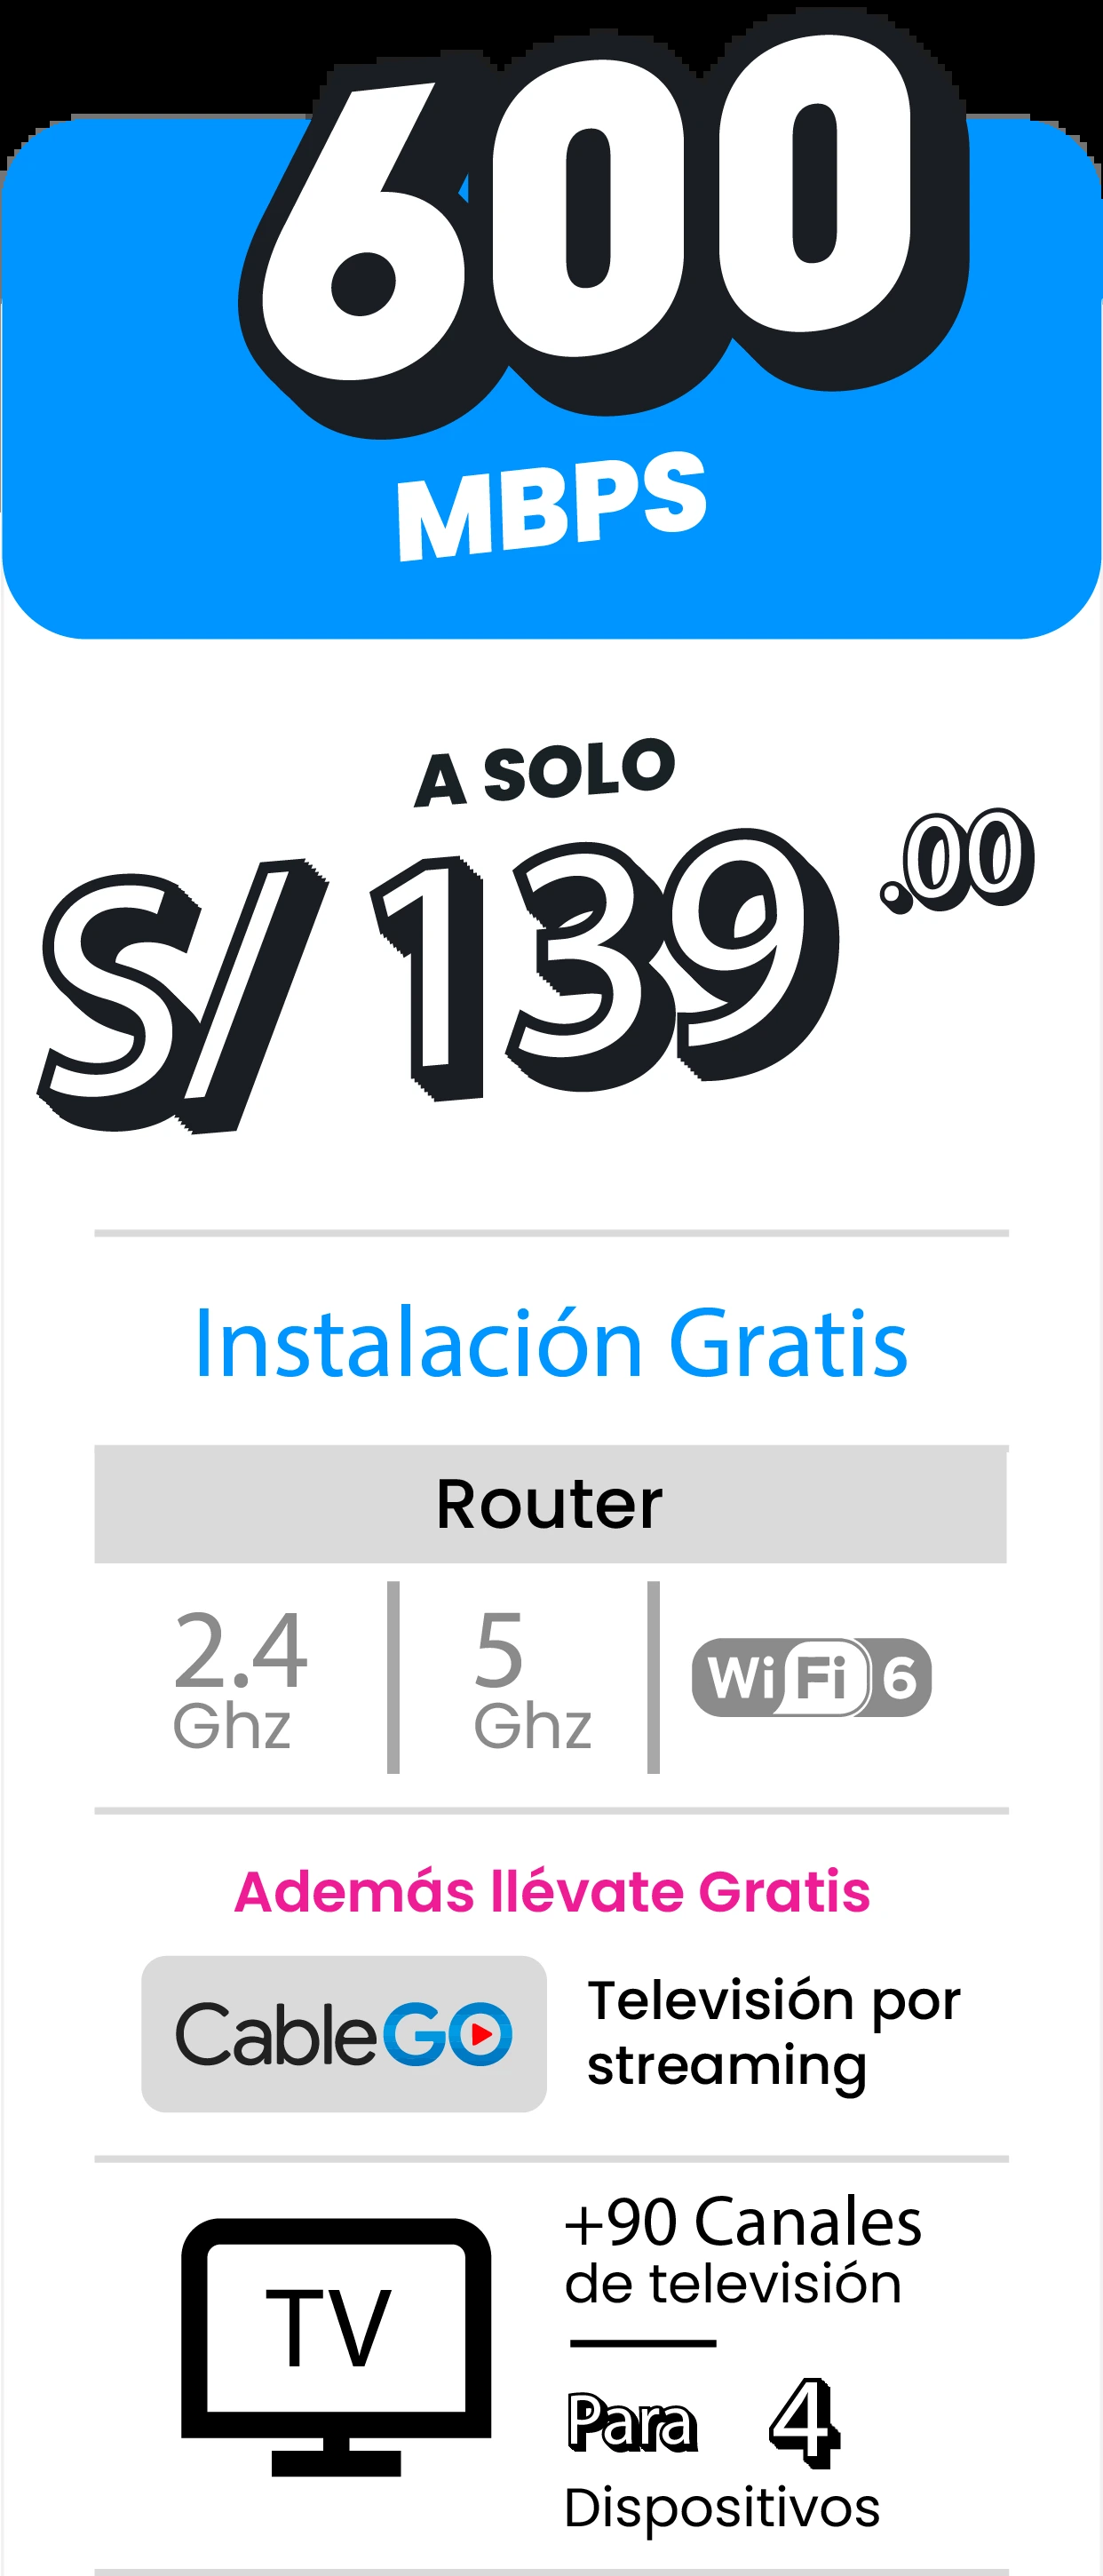 600
MBPS
A SOLO
S/ 139.00
Instalación Gratis
Router
2.4
Ghz
5
Ghz
WiFi 6
Además llévate Gratis
CableGO
Televisión por
streaming
TV
+90 Canales
de televisión
Para 4
Dispositivos